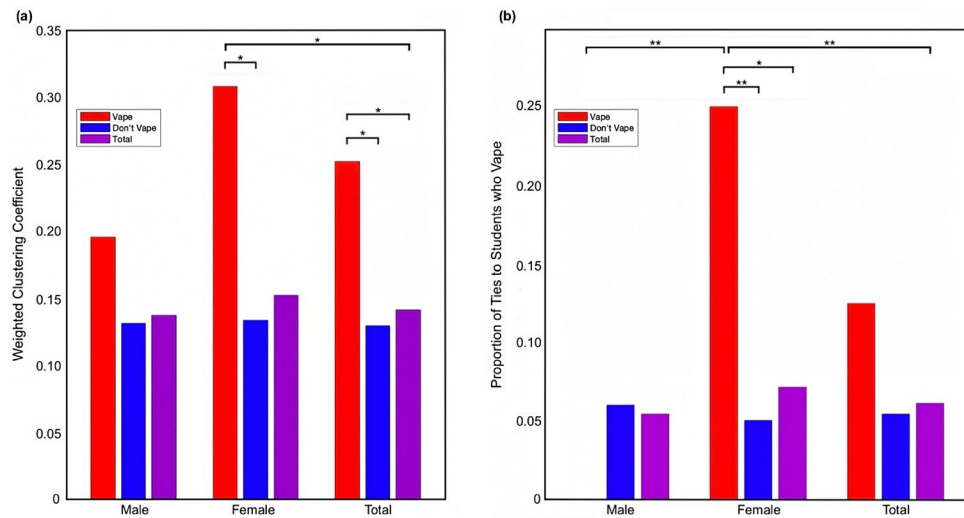 (a)
0.35
0.30
0.25
0.20
0.15
0.10
0.05
0
Weighted Clustering Coefficient
Vape
Don't Vape
Total
*
*
*
*
Male Female Total
(b)
0.25
0.20
0.15
0.10
0.05
0
Proportion of Ties to Students who Vape
Vape
Don't Vape
Total
** **
*
**
Male Female Total